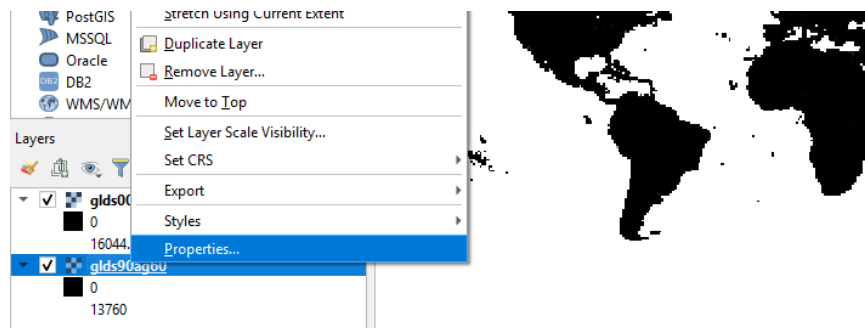 PostGIS
MSSQL
Oracle
DB2
DB2
WMS/WM
Layers
glds00
0
16044.
glds90ag60
0
13760
Stretch Using Current Extent
Duplicate Layer
Remove Layer...
Move to Top
Set Layer Scale Visibility...
Set CRS
Export
Styles
Properties...